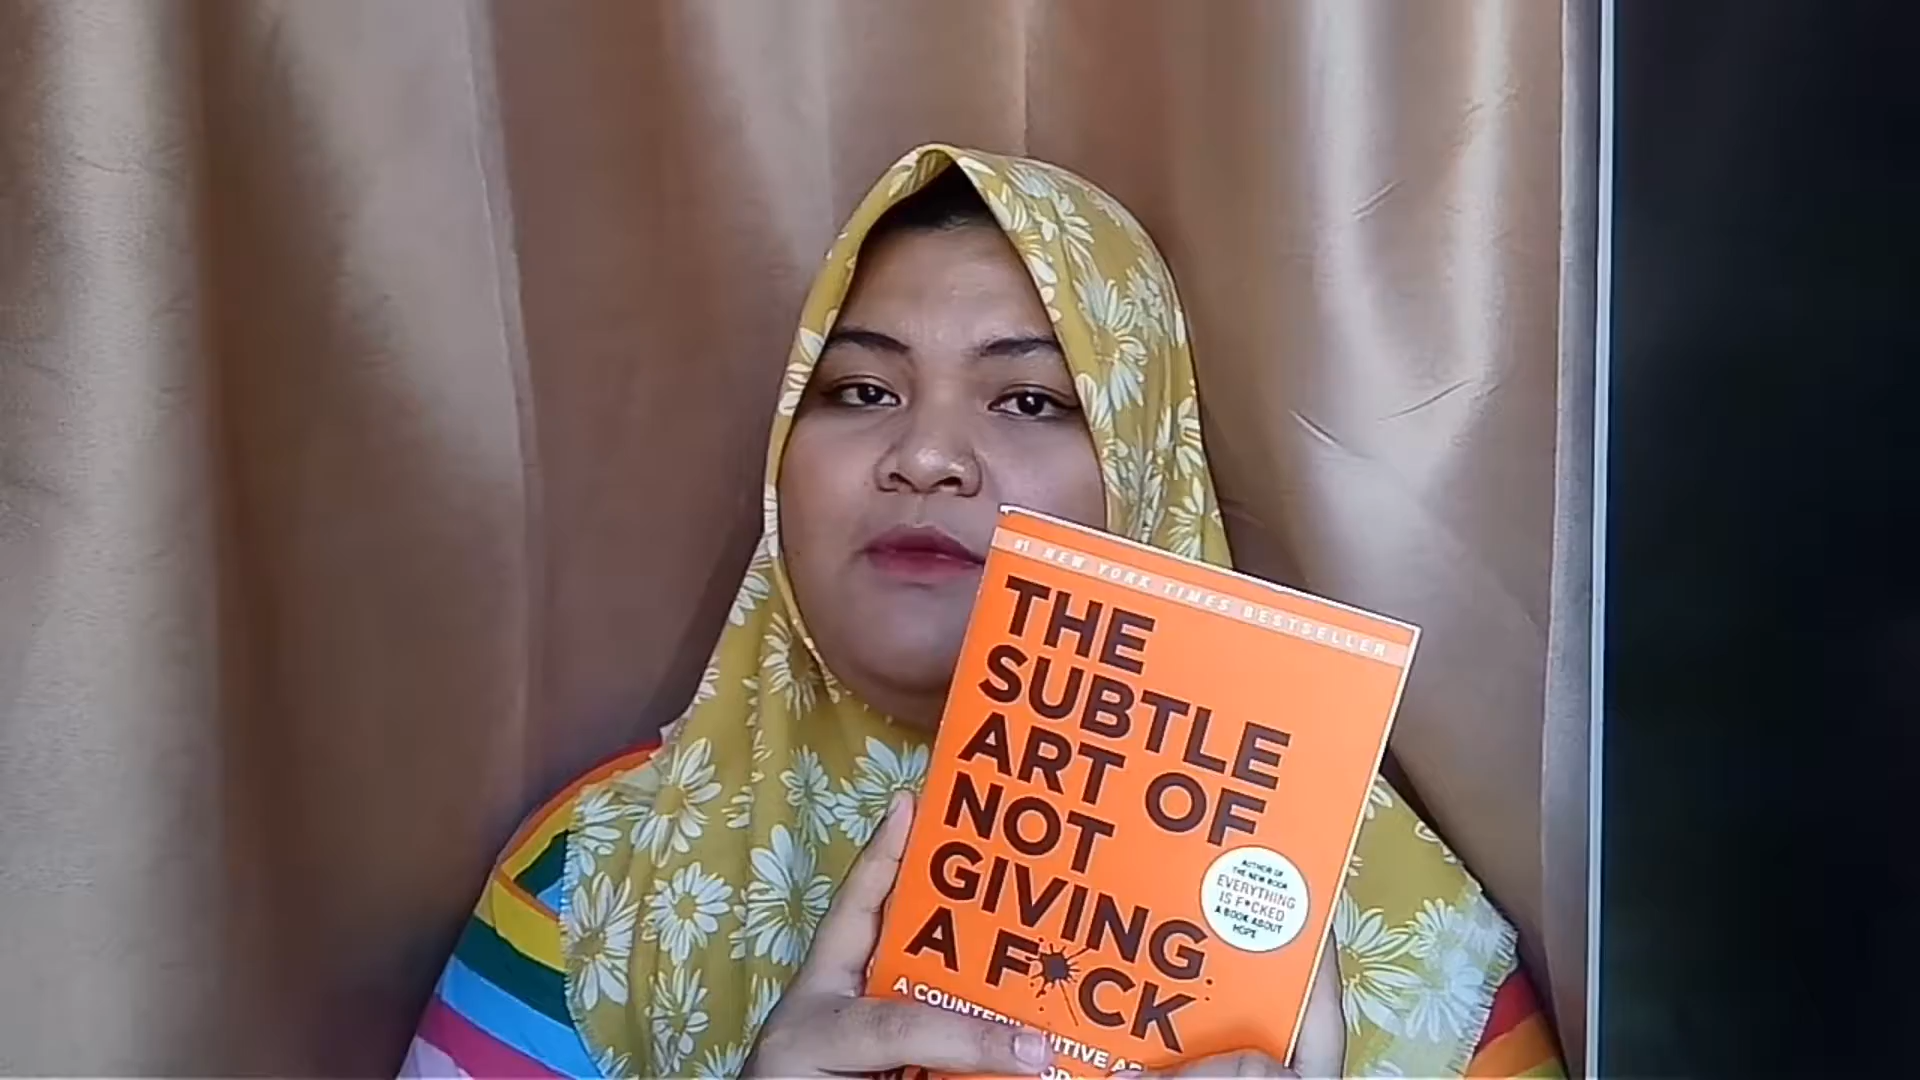 #1 NEW YORK TIMES BESTSELLER
THE
SUBTLE
ART OF
NOT
GIVING
A F*CK
AUTHOR OF
THE NEW BOOK
EVERYTHING
IS F*CKED
A BOOK ABOUT
HOPE
A